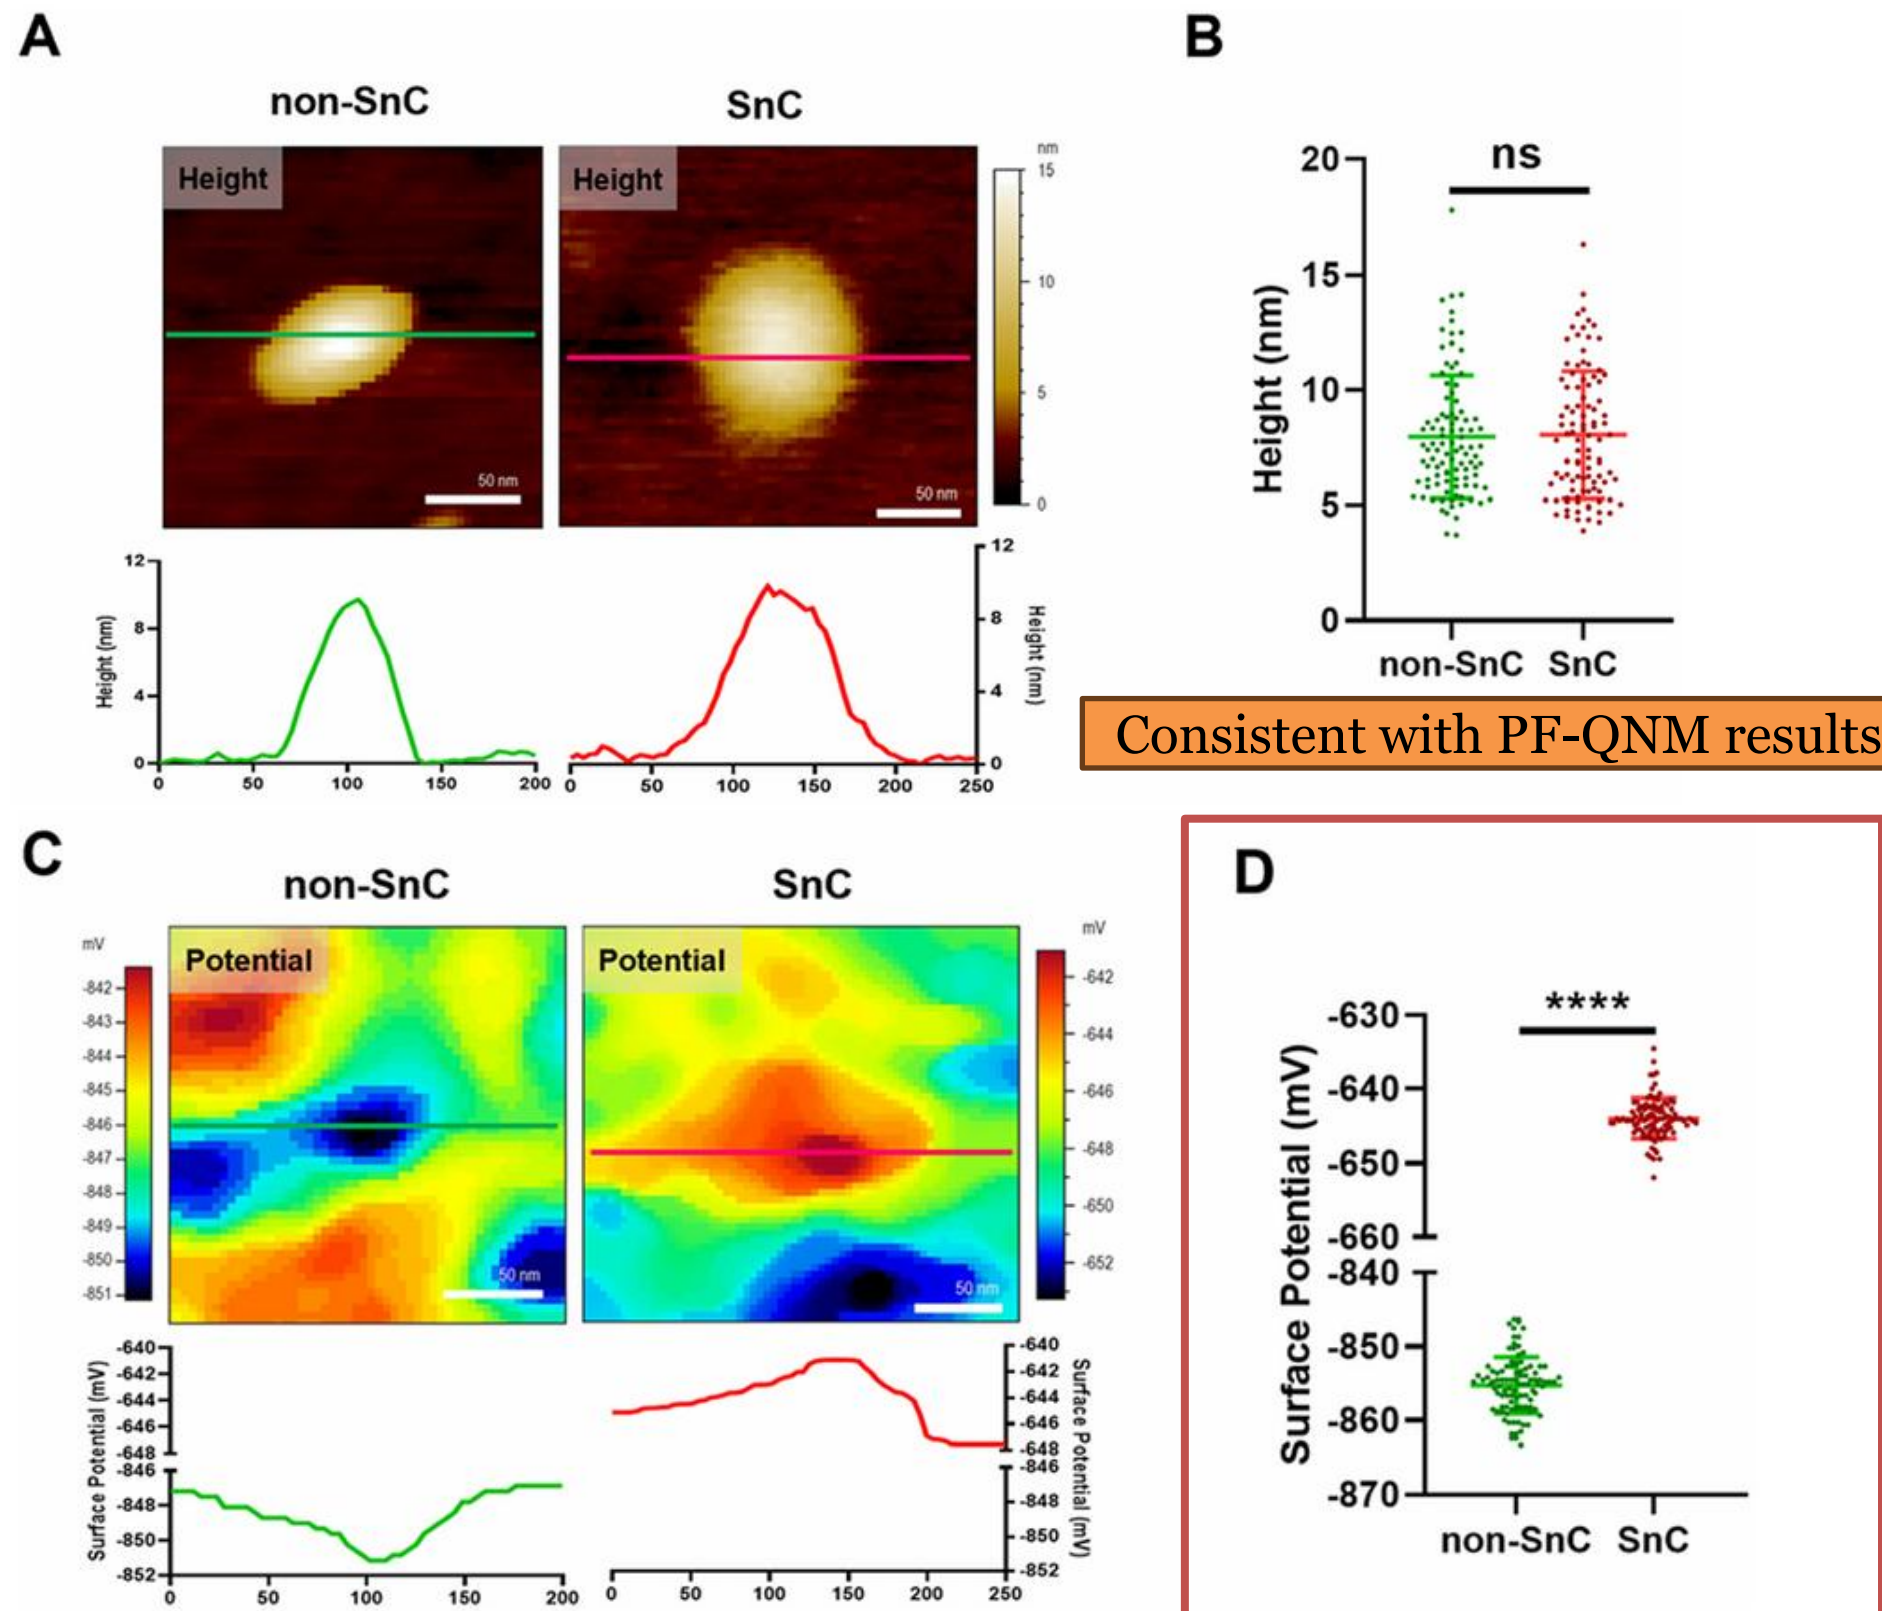 A
non-SnC SnC
Height Height
nm
15
10
5
0
50 nm 50 nm
Height (nm)
12
8
4
0
0 50 100 150 200
12
8
4
0
Height (nm)
0 50 100 150 200 250
B
ns
Height (nm)
20
15
10
5
0
non-SnC SnC
Consistent with PF-QNM results
C
non-SnC SnC
Potential Potential
mV
-842
-843
-844
-845
-846
-847
-848
-849
-850
-851
50 nm 50 nm
mV
-642
-644
-646
-648
-650
-652
Surface Potential (mV)
-640
-642
-644
-646
-648
-846
-848
-850
-852
0 50 100 150 200
-640
-642
-644
-646
-648
-846
-848
-850
-852
Surface Potential (mV)
0 50 100 150 200 250
D
****
Surface Potential (mV)
-630
-640
-650
-660
-840
-850
-860
-870
non-SnC SnC